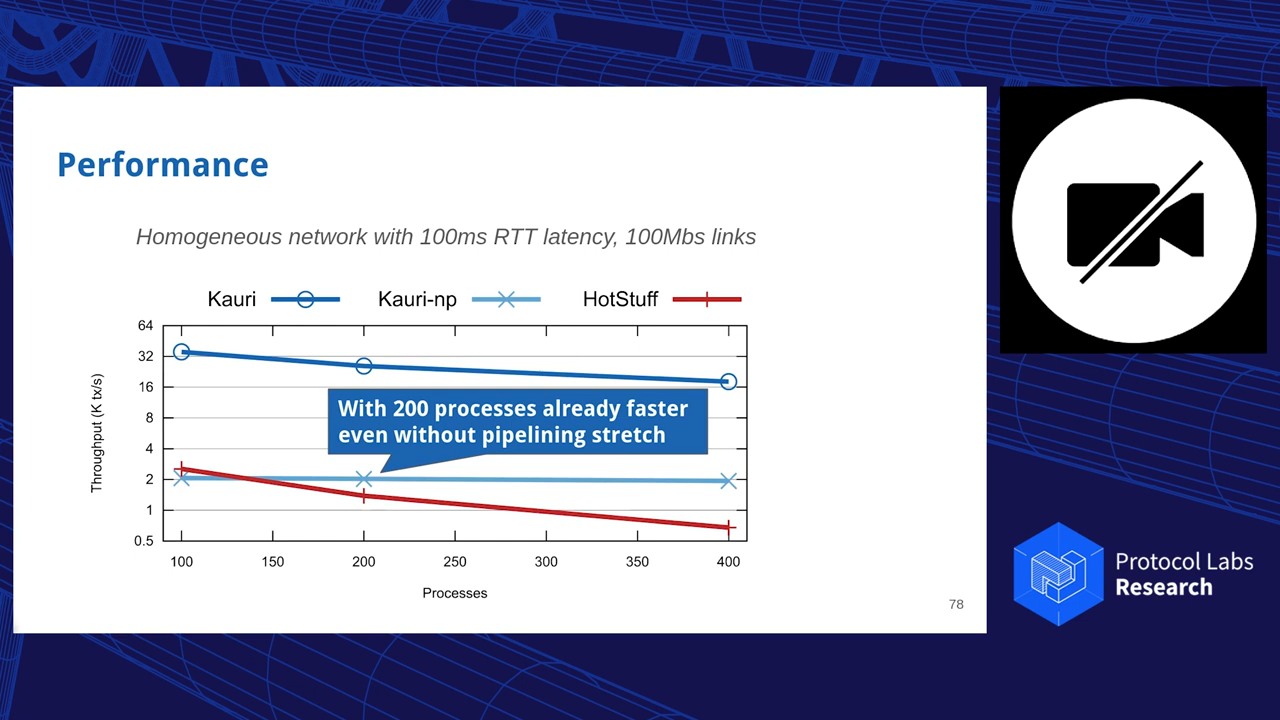 Performance
Homogeneous network with 100ms RTT latency, 100Mbs links
Kauri
Kauri-np
HotStuff
64
32
16
8
4
2
1
0.5
Throughput (K tx/s)
With 200 processes already faster
even without pipelining stretch
100
150
200
250
300
350
400
Processes
78
Protocol Labs
Research